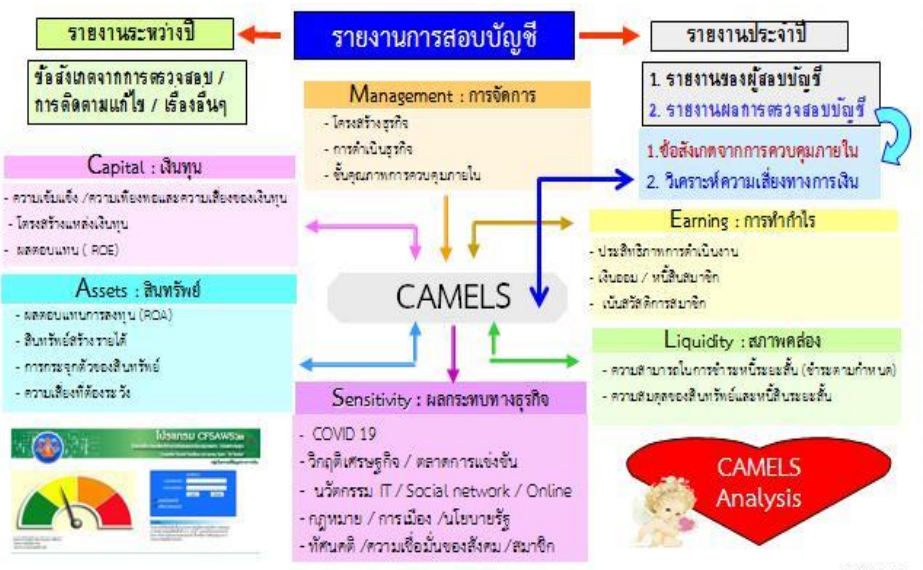 รายงานระหว่างปี
รายงานการสอบบัญชี
รายงานประจำปี
ข้อสังเกตจากการตรวจสอบ /
การติดตามแก้ไข / เรื่องอื่นๆ
1. รายงานของผู้สอบบัญชี
2. รายงานผลการตรวจสอบบัญชี
1.ข้อสังเกตจากการควบคุมภายใน
2. วิเคราะห์ความเสี่ยงทางการเงิน
Management : การจัดการ
- โครงสร้างธุรกิจ
- การดำเนินธุรกิจ
- ชั้นคุณภาพการควบคุมภายใน
Capital : เงินทุน
- ความเข้มแข็ง /ความเพียงพอและความเสี่ยงของเงินทุน
- โครงสร้างแหล่งเงินทุน
- ผลตอบแทน ( ROE)
Earning : การทำกำไร
- ประสิทธิภาพการดำเนินงาน
- เงินออม / หนี้สินสมาชิก
- เน้นสวัสดิการสมาชิก
CAMELS
Assets : สินทรัพย์
- ผลตอบแทนการลงทุน (ROA)
- สินทรัพย์สร้างรายได้
- การกระจุกตัวของสินทรัพย์
- ความเสี่ยงที่ต้องระวัง
Liquidity : สภาพคล่อง
- ความสามารถในการชำระหนี้ระยะสั้น (ชำระตามกำหนด)
- ความสมดุลของสินทรัพย์และหนี้สินระยะสั้น
Sensitivity : ผลกระทบทางธุรกิจ
- COVID 19
- วิกฤติเศรษฐกิจ / ตลาดการแข่งขัน
- นวัตกรรม IT / Social network / Online
- กฎหมาย / การเมือง /นโยบายรัฐ
- ทัศนคติ /ความเชื่อมั่นของสังคม /สมาชิก
โปรแกรม CFSAWS:ss
CAMELS
Analysis